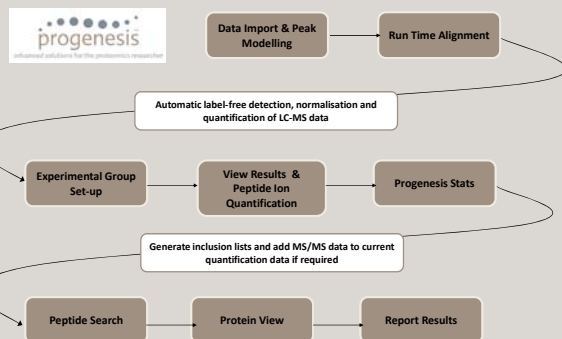 progenesis
advanced solutions for the proteomics researcher
Data Import & Peak
Modelling
Run Time Alignment
Automatic label-free detection, normalisation and
quantification of LC-MS data
Experimental Group
Set-up
View Results &
Peptide Ion
Quantification
Progenesis Stats
Generate inclusion lists and add MS/MS data to current
quantification data if required
Peptide Search
Protein View
Report Results